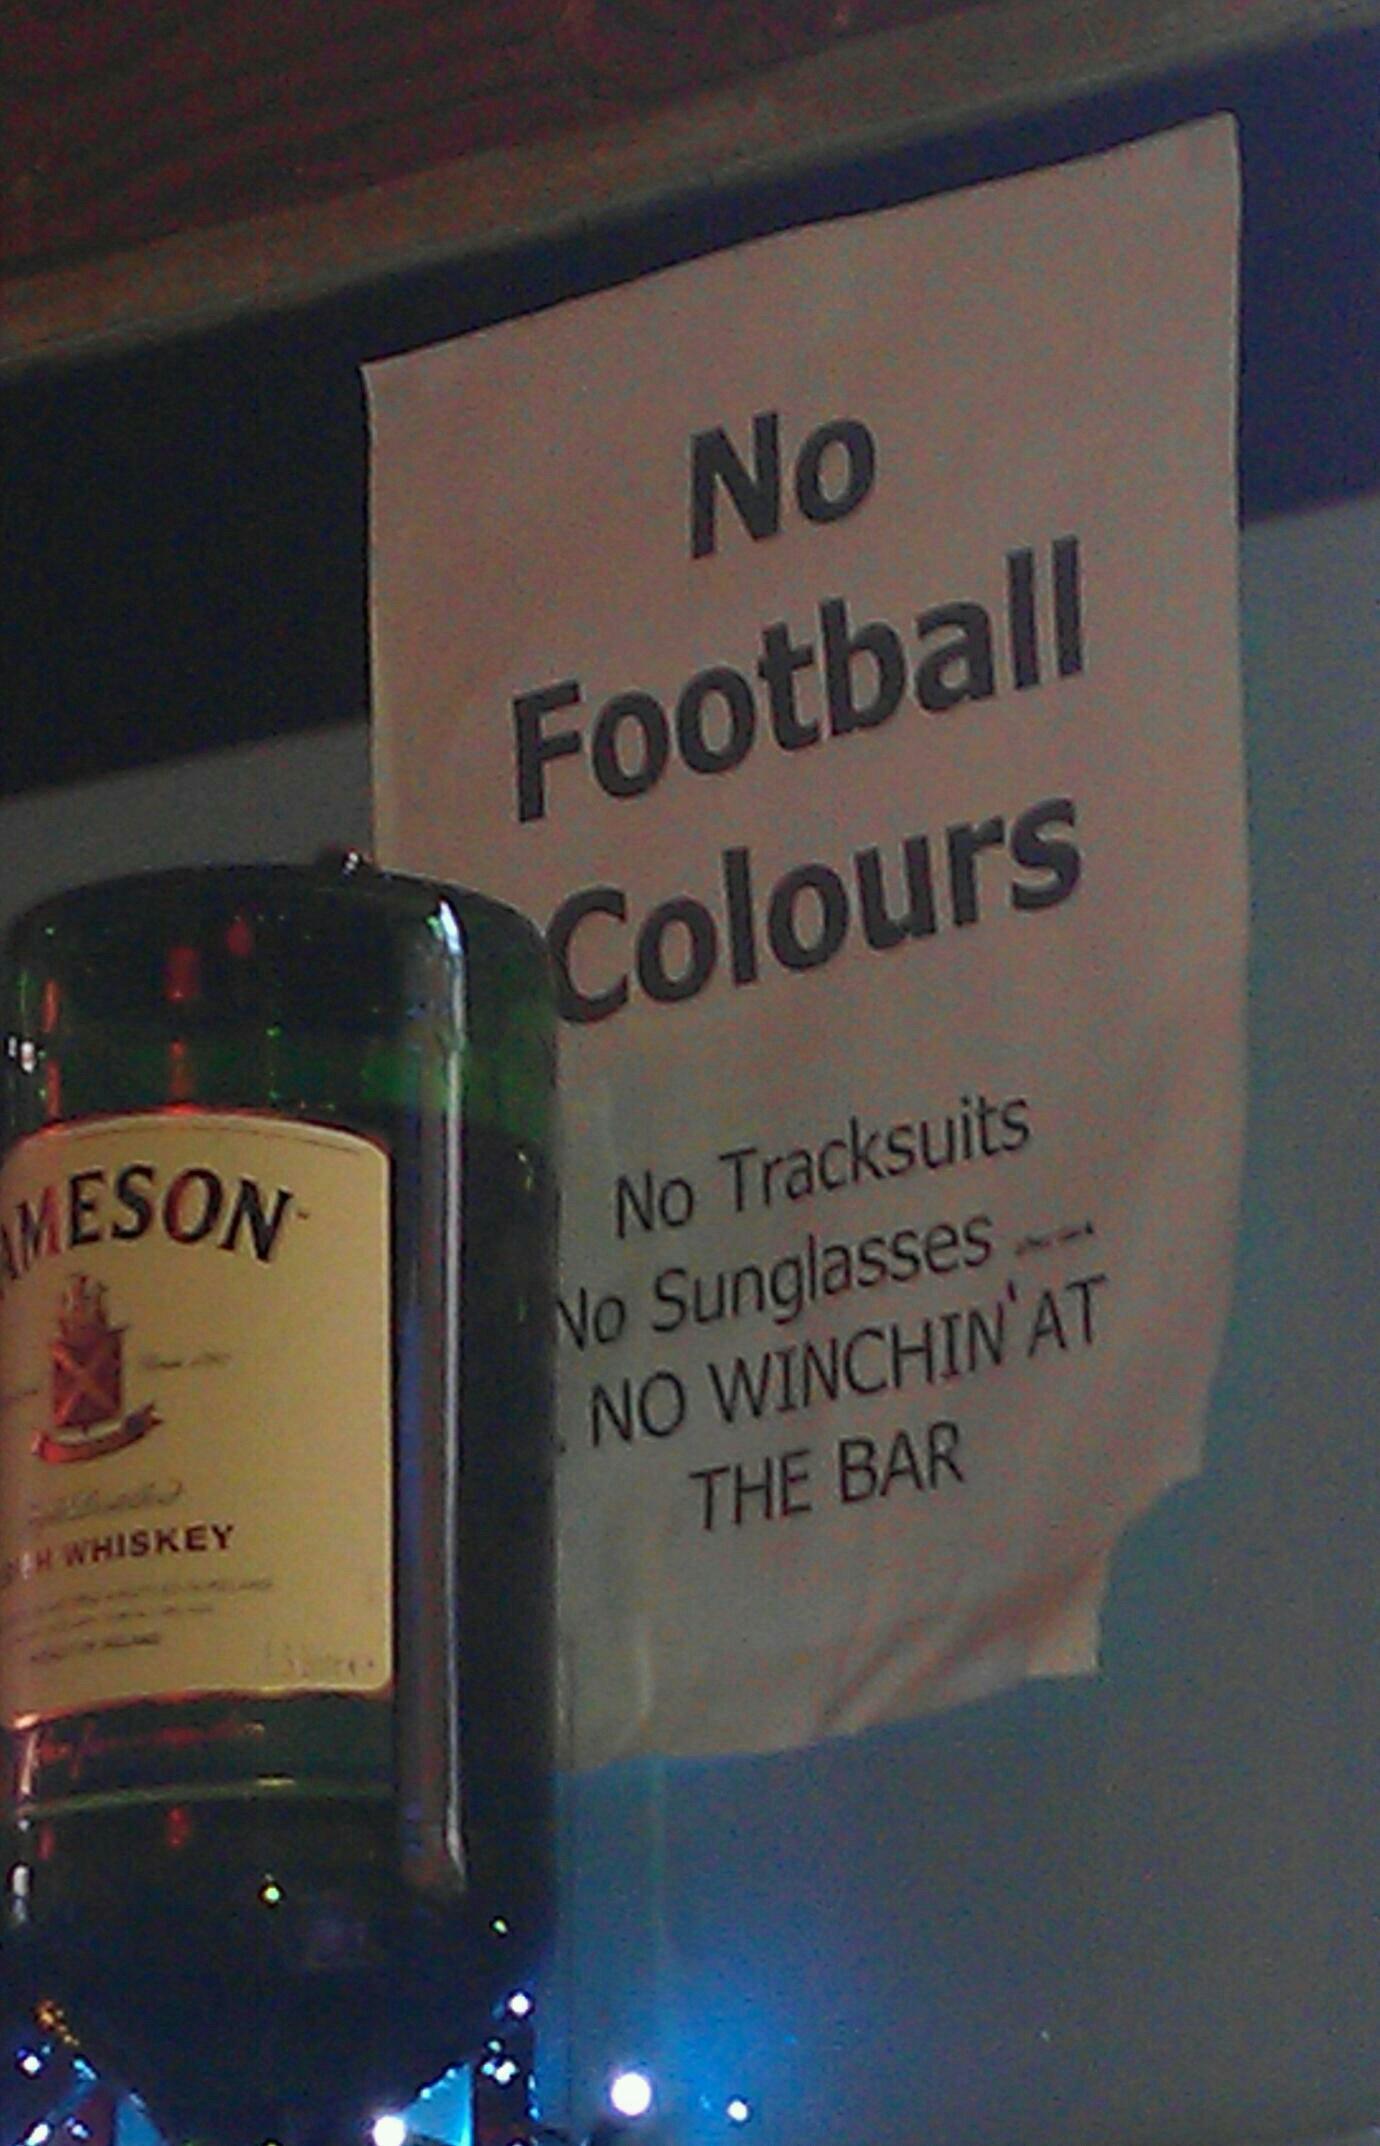 No
Football
Colours
No Tracksuits
No Sunglasses
. NO WINCHIN' AT
THE BAR
AMESON
WHISKEY